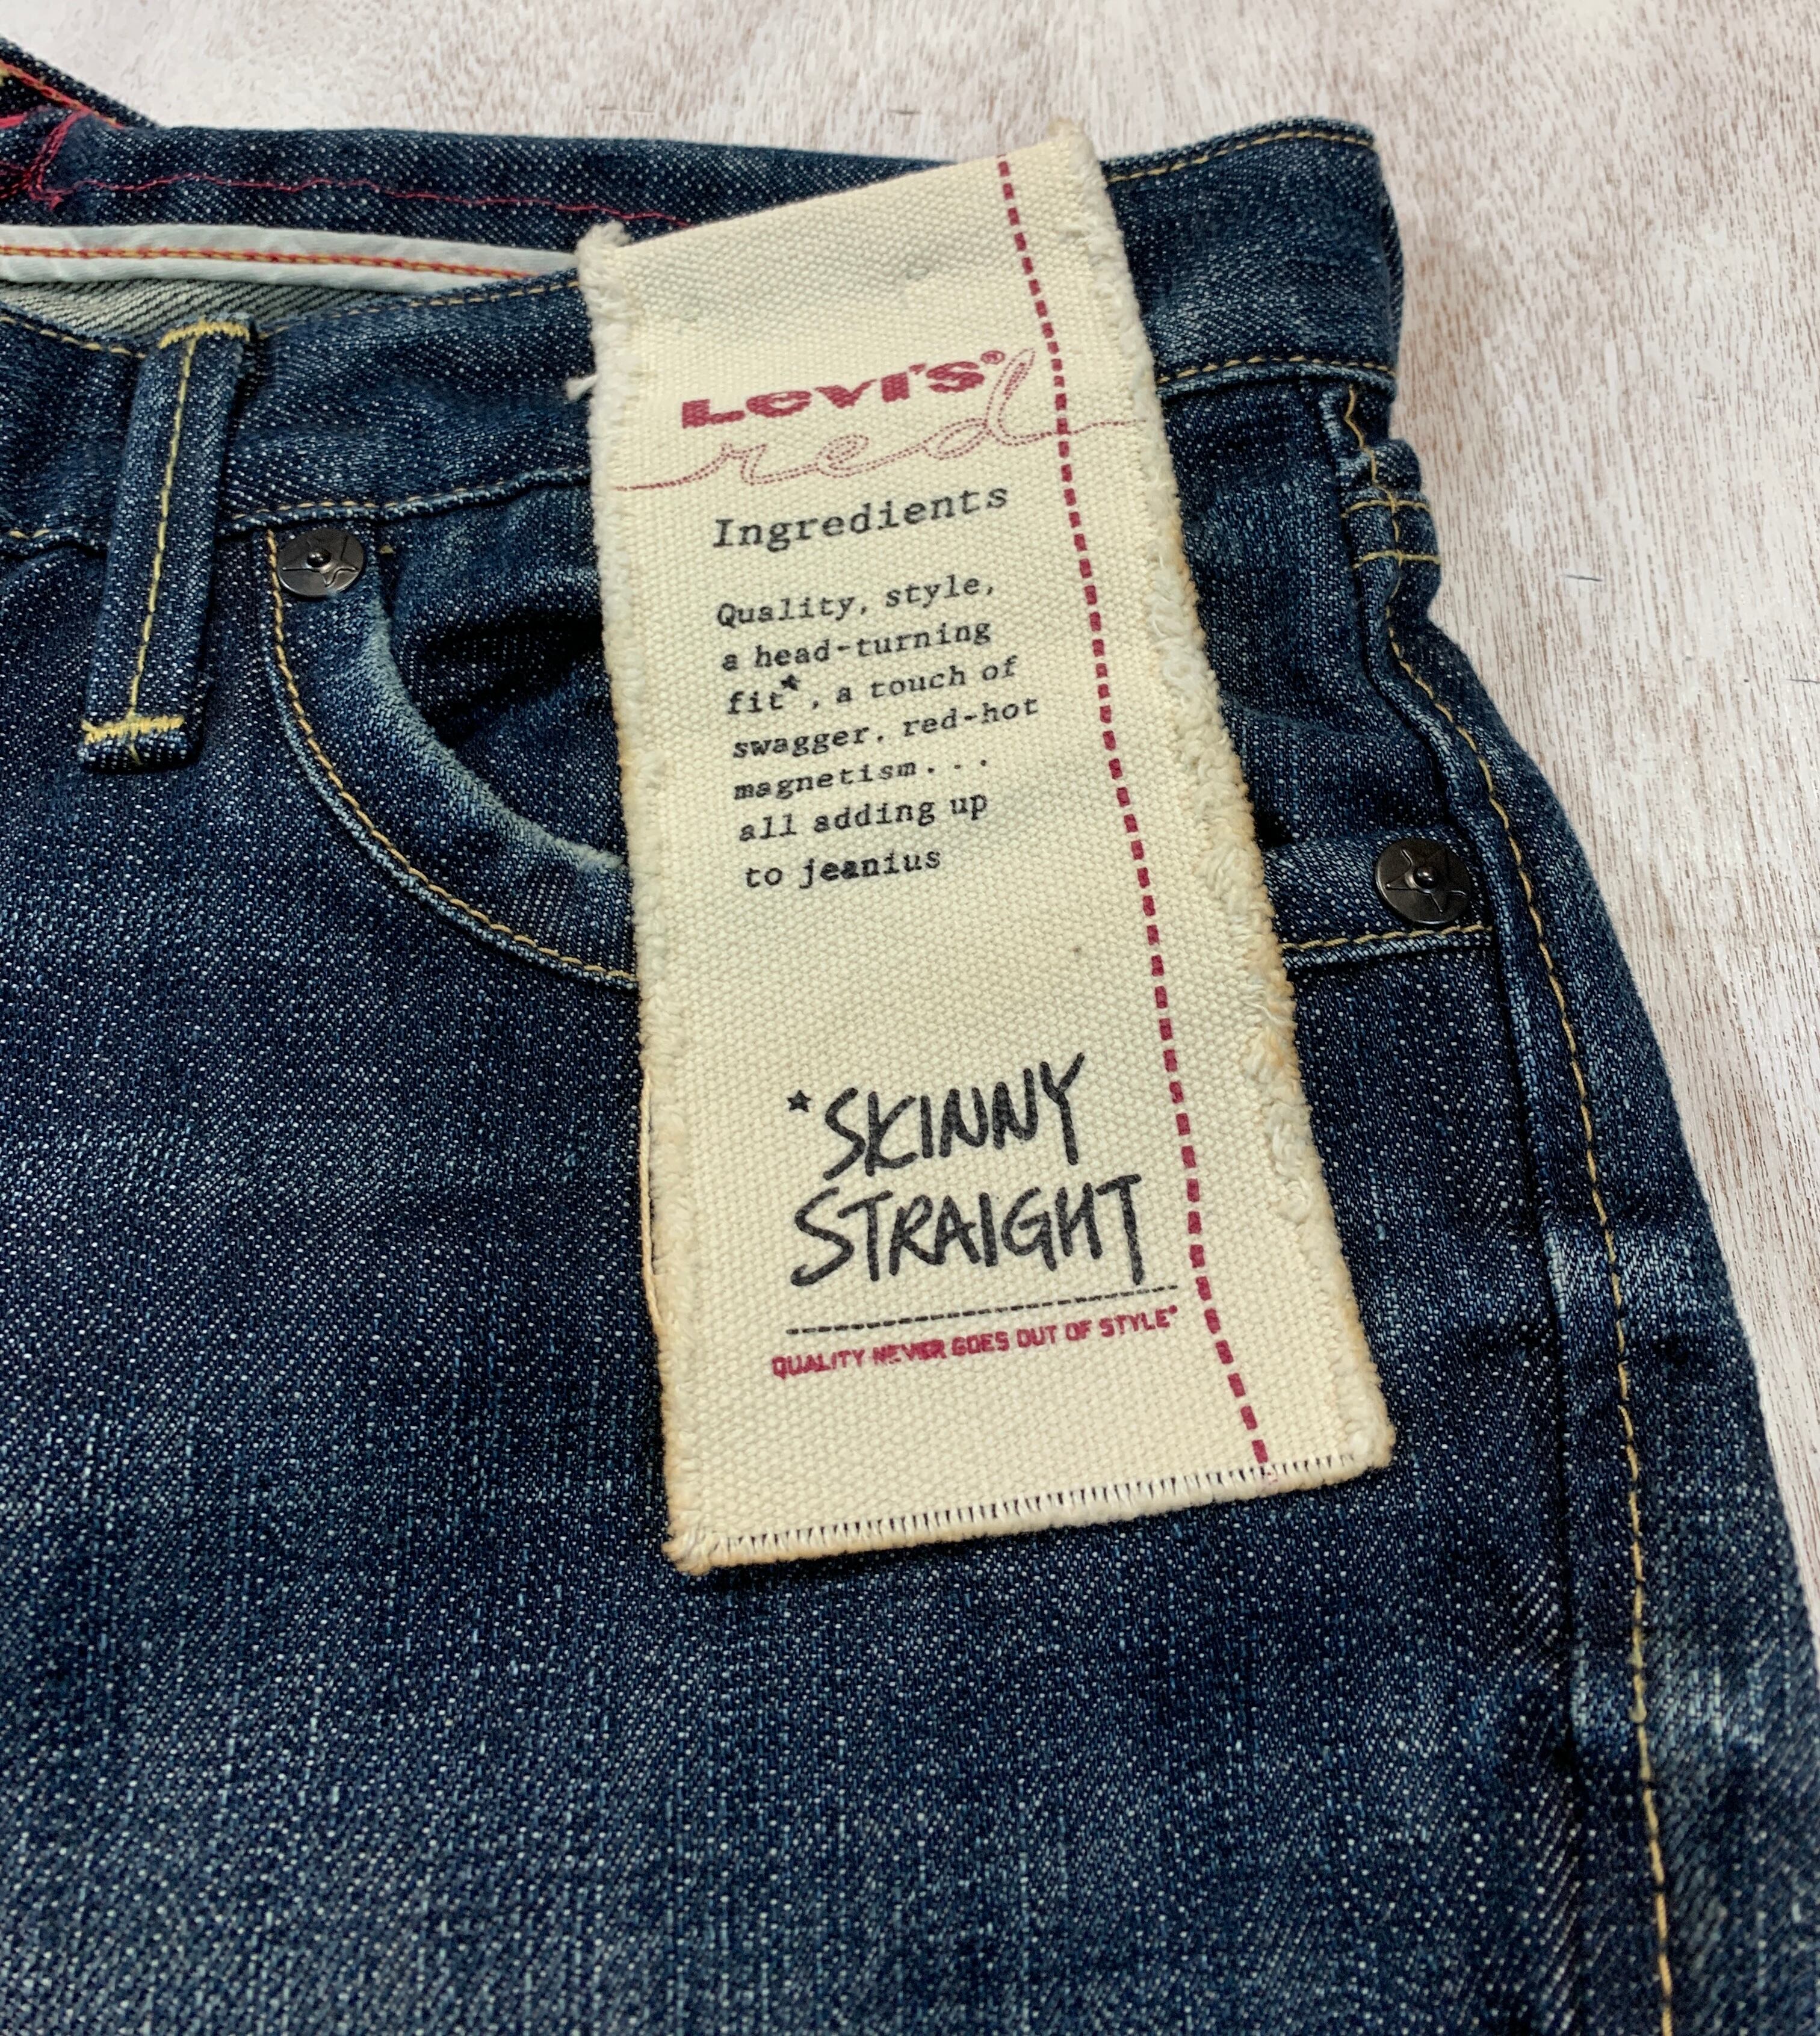 Levi's®
red
Ingredients
Quality, style,
a head-turning
fit*, a touch of
swagger, red-hot
magnetism...
all adding up
to jeanius
*SKINNY
STRAIGHT
QUALITY NEVER GOES OUT OF STYLE*